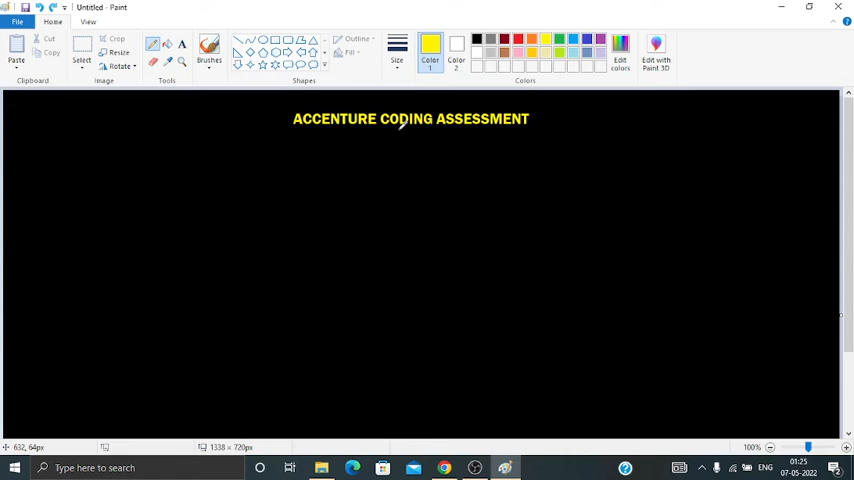 Untitled - Paint
File
Home
View
Paste
Cut
Copy
Clipboard
Select
Crop
Resize
Rotate
Image
A
Tools
Brushes
Outline
Fill
Shapes
Size
Color 1
Color 2
Edit colors
Edit with Paint 3D
Colors
ACCENTURE CODING ASSESSMENT
632, 64px
1338 × 720px
100%
Type here to search
ENG
01:25
07-05-2022
2